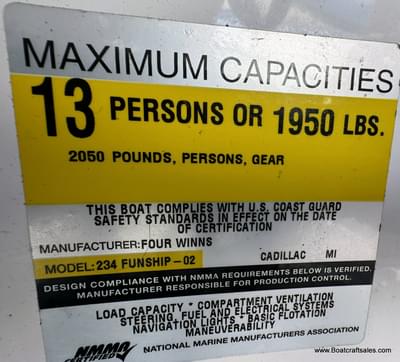 MAXIMUM CAPACITIES
13 PERSONS OR 1950 LBS.
2050 POUNDS, PERSONS, GEAR
THIS BOAT COMPLIES WITH U.S. COAST GUARD
SAFETY STANDARDS IN EFFECT ON THE DATE
OF CERTIFICATION
MANUFACTURER: FOUR WINNS
CADILLAC MI
MODEL: 234 FUNSHIP-02
DESIGN COMPLIANCE WITH NMMA REQUIREMENTS BELOW IS VERIFIED.
MANUFACTURER RESPONSIBLE FOR PRODUCTION CONTROL.
LOAD CAPACITY * COMPARTMENT VENTILATION
STEERING, FUEL AND ELECTRICAL SYSTEMS
NAVIGATION LIGHTS * BASIC FLOTATION
MANEUVERABILITY
NMMA
CERTIFIED
NATIONAL MARINE MANUFACTURERS ASSOCIATION
www.Boatcraftsales.com